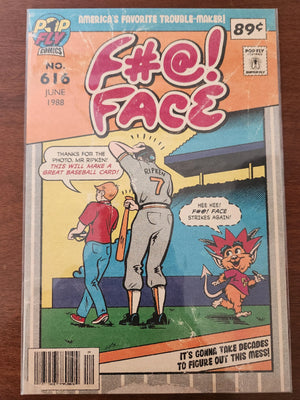 AMERICA'S FAVORITE TROUBLE-MAKER!
POP
FLY
COMICS
NO.
616
JUNE
1988
89¢
F#@!
FACE
POP FLY
THANKS FOR THE
PHOTO, MR. RIPKEN!
THIS WILL MAKE A
GREAT BASEBALL CARD!
RIPKEN
7
HEE HEE!
F#@! FACE
STRIKES AGAIN!
IT'S GONNA TAKE DECADES
TO FIGURE OUT THIS MESS!